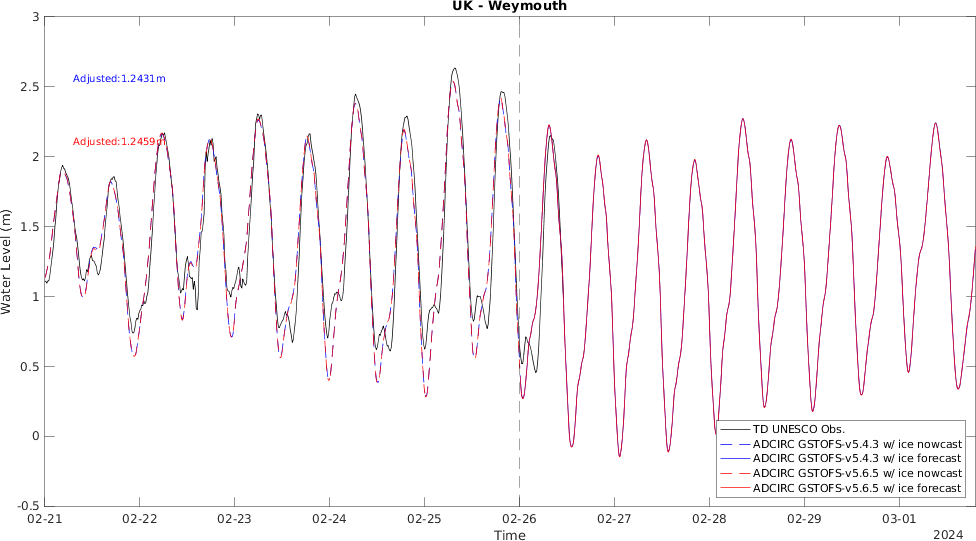 UK - Weymouth
3
2.5
2
1.5
1
0.5
0
-0.5
Water Level (m)
Adjusted:1.2431m
Adjusted:1.2459m
TD UNESCO Obs.
ADCIRC GSTOFS-v5.4.3 w/ ice nowcast
ADCIRC GSTOFS-v5.4.3 w/ ice forecast
ADCIRC GSTOFS-v5.6.5 w/ ice nowcast
ADCIRC GSTOFS-v5.6.5 w/ ice forecast
02-21 02-22 02-23 02-24 02-25 02-26 02-27 02-28 02-29 03-01
Time
2024